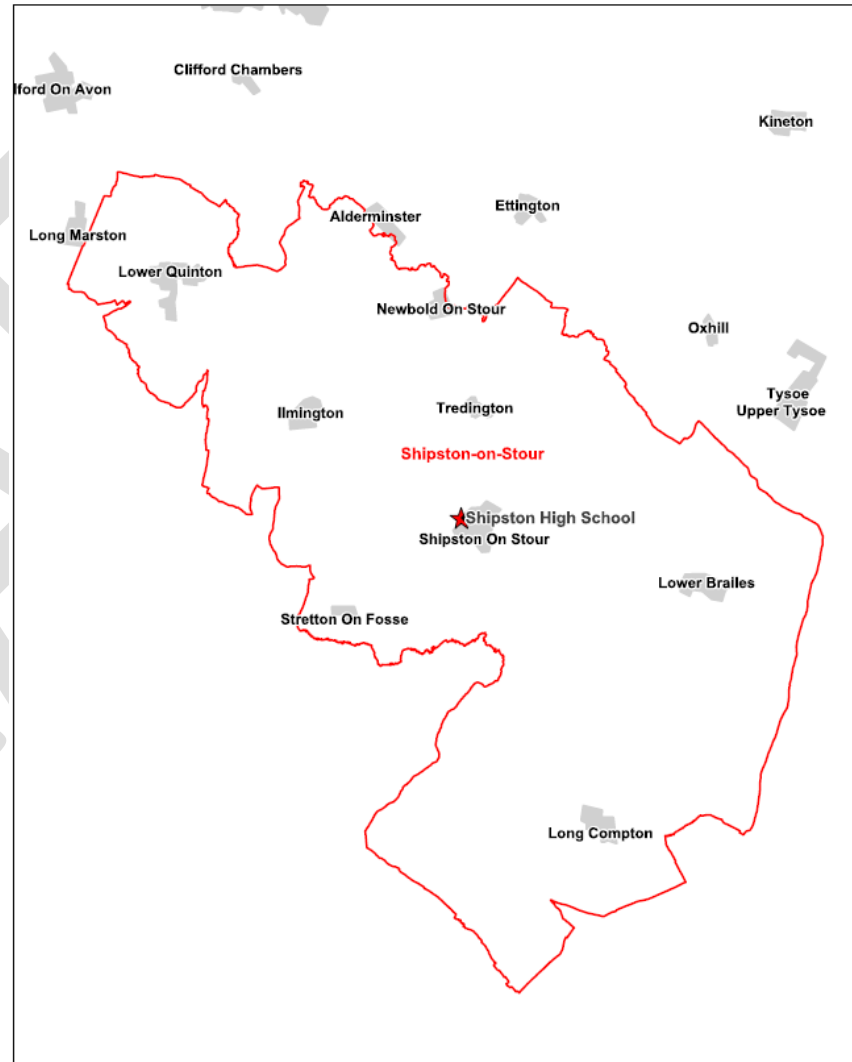 Clifford Chambers
lford On Avon
Kineton
Ettington
Alderminster
Long Marston
Lower Quinton
Newbold On Stour
Oxhill
Tysoe
Upper Tysoe
Ilmington
Tredington
Shipston-on-Stour
Shipston High School
Shipston On Stour
Lower Brailes
Stretton On Fosse
Long Compton